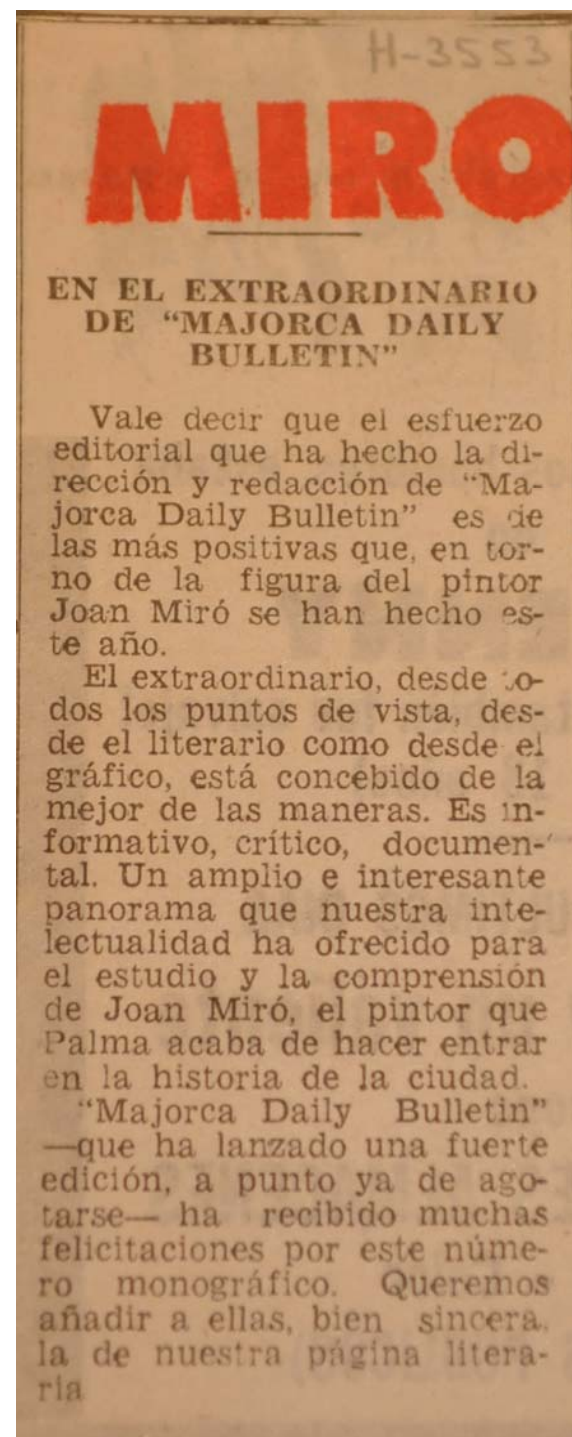 H-3553
MIRO
EN EL EXTRAORDINARIO
DE “MAJORCA DAILY
BULLETIN”
Vale decir que el esfuerzo
editorial que ha hecho la di-
rección y redacción de “Ma-
jorca Daily Bulletin” es de
las más positivas que, en tor-
no de la figura del pintor
Joan Miró se han hecho es-
te año.
El extraordinario, desde to-
dos los puntos de vista, des-
de el literario como desde el
gráfico, está concebido de la
mejor de las maneras. Es in-
formativo, crítico, documen-
tal. Un amplio e interesante
panorama que nuestra inte-
lectualidad ha ofrecido para
el estudio y la comprensión
de Joan Miró, el pintor que
Palma acaba de hacer entrar
en la historia de la ciudad.
“Majorca Daily Bulletin”
—que ha lanzado una fuerte
edición, a punto ya de ago-
tarse— ha recibido muchas
felicitaciones por este núme-
ro monográfico. Queremos
añadir a ellas, bien sincera,
la de nuestra página litera-
ria